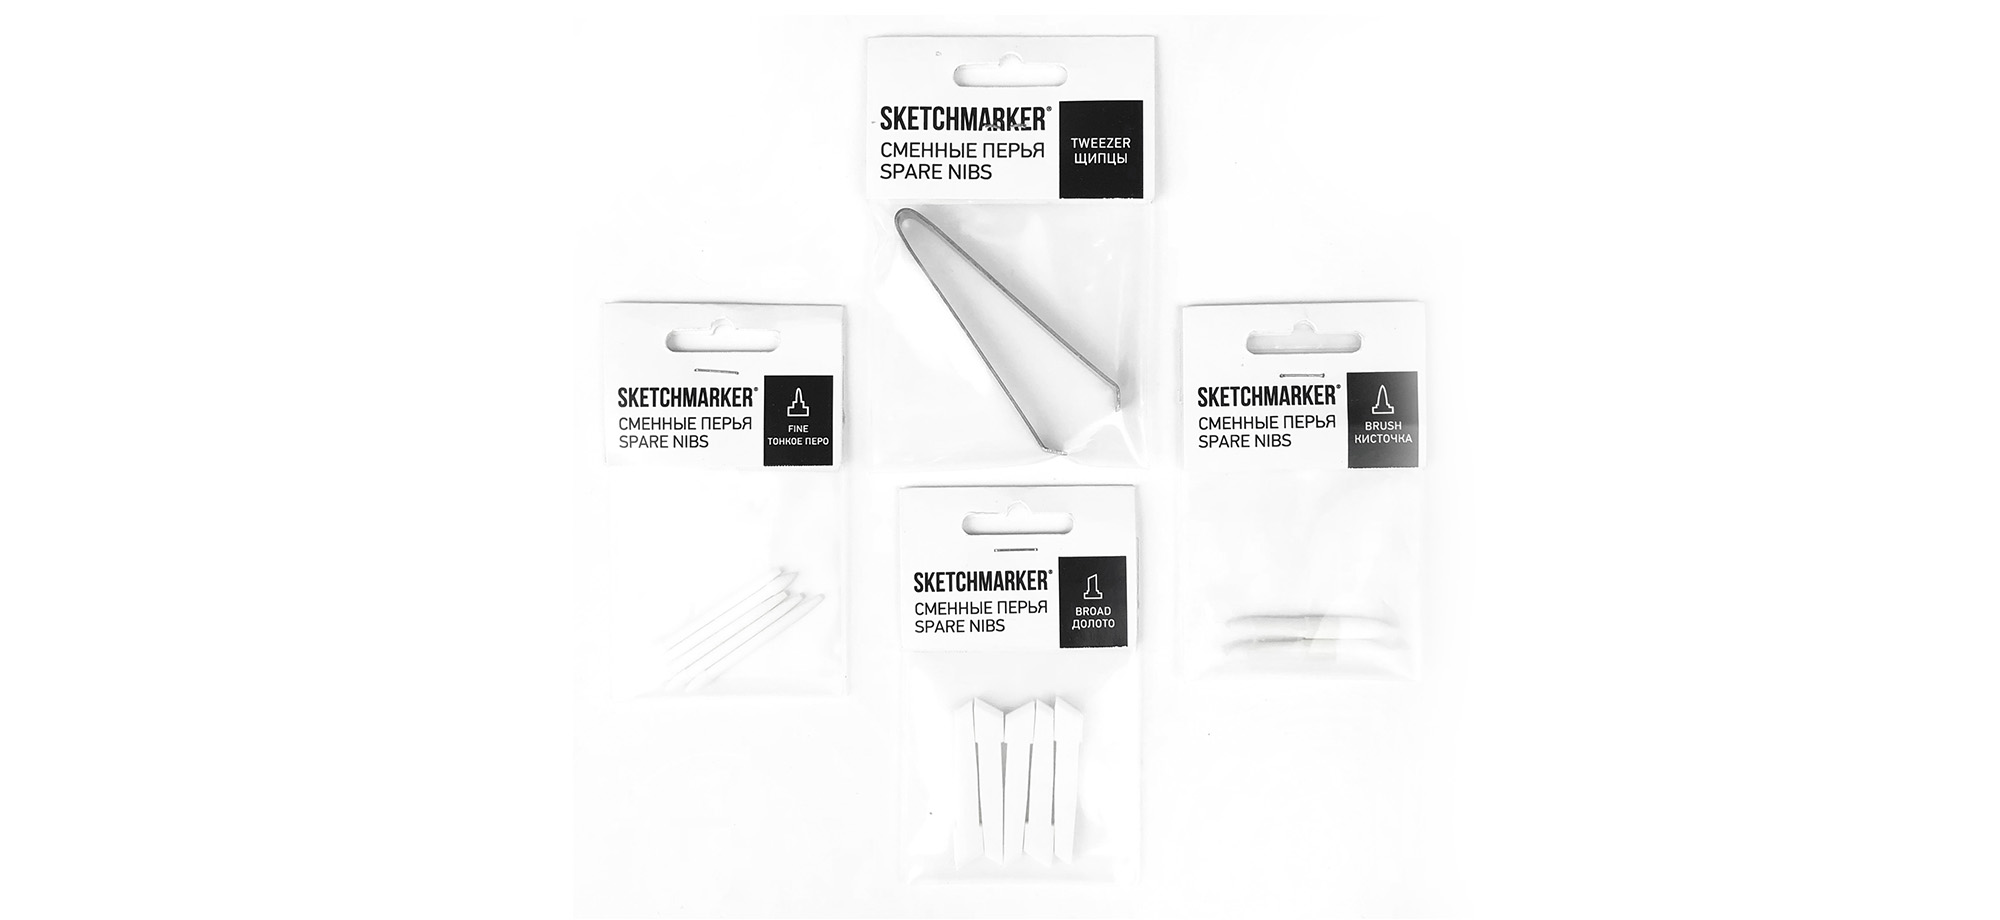 SKETCHMARKER®
СМЕННЫЕ ПЕРЬЯ
SPARE NIBS
TWEEZER
ЩИПЦЫ
SKETCHMARKER®
СМЕННЫЕ ПЕРЬЯ
SPARE NIBS
FINE
ТОНКОЕ ПЕРО
SKETCHMARKER®
СМЕННЫЕ ПЕРЬЯ
SPARE NIBS
BRUSH
КИСТОЧКА
SKETCHMARKER®
СМЕННЫЕ ПЕРЬЯ
SPARE NIBS
BROAD
ДОЛОТО